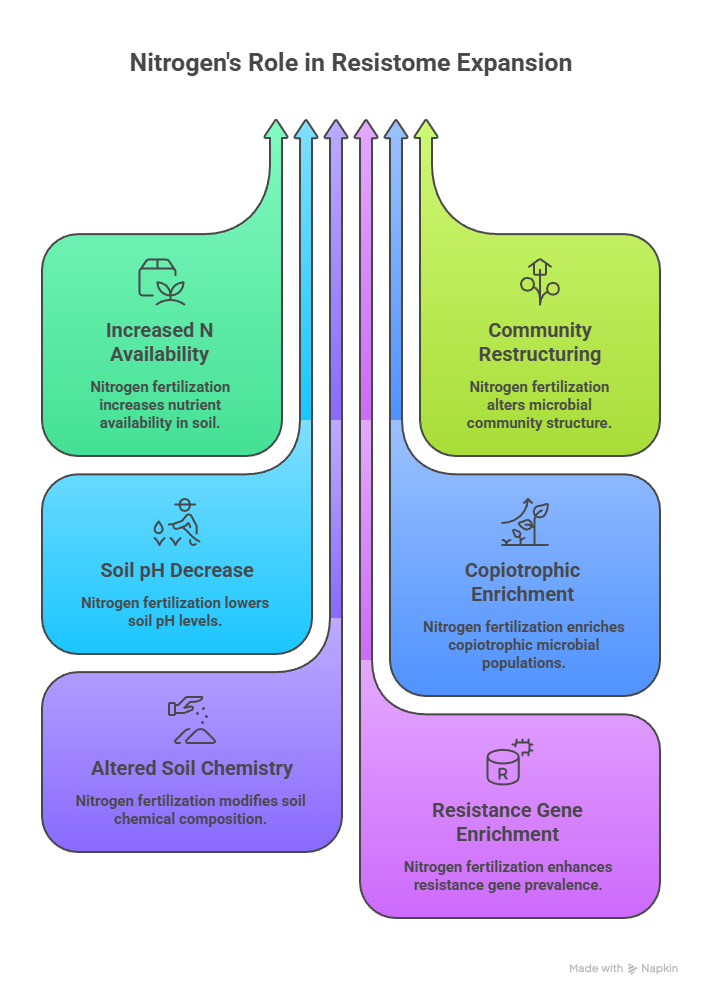 Nitrogen's Role in Resistome Expansion
Increased N
Availability
Nitrogen fertilization
increases nutrient
availability in soil.
Community
Restructuring
Nitrogen fertilization
alters microbial
community structure.
Soil pH Decrease
Nitrogen fertilization lowers
soil pH levels.
Copiotrophic
Enrichment
Nitrogen fertilization enriches
copiotrophic microbial
populations.
Altered Soil Chemistry
Nitrogen fertilization modifies soil
chemical composition.
R
Resistance Gene
Enrichment
Nitrogen fertilization enhances
resistance gene prevalence.
Made with Napkin